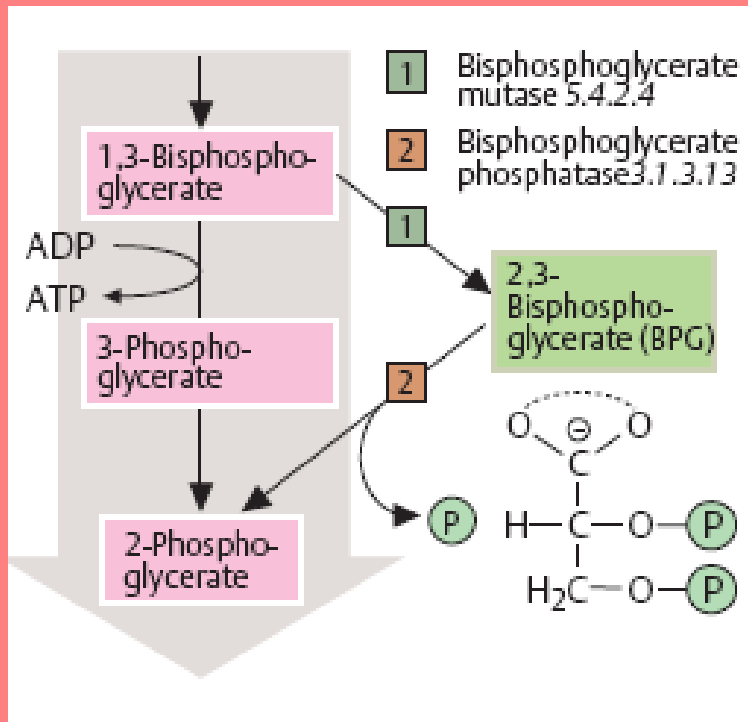 1 Bisphosphoglycerate
mutase 5.4.2.4
2 Bisphosphoglycerate
phosphatase3.1.3.13
1,3-Bisphospho-
glycerate
1
ADP
ATP
2,3-
Bisphospho-
glycerate (BPG)
3-Phospho-
glycerate
2
2-Phospho-
glycerate
P
O ⊖ O
C
H–C–O–P
H₂C–O–P